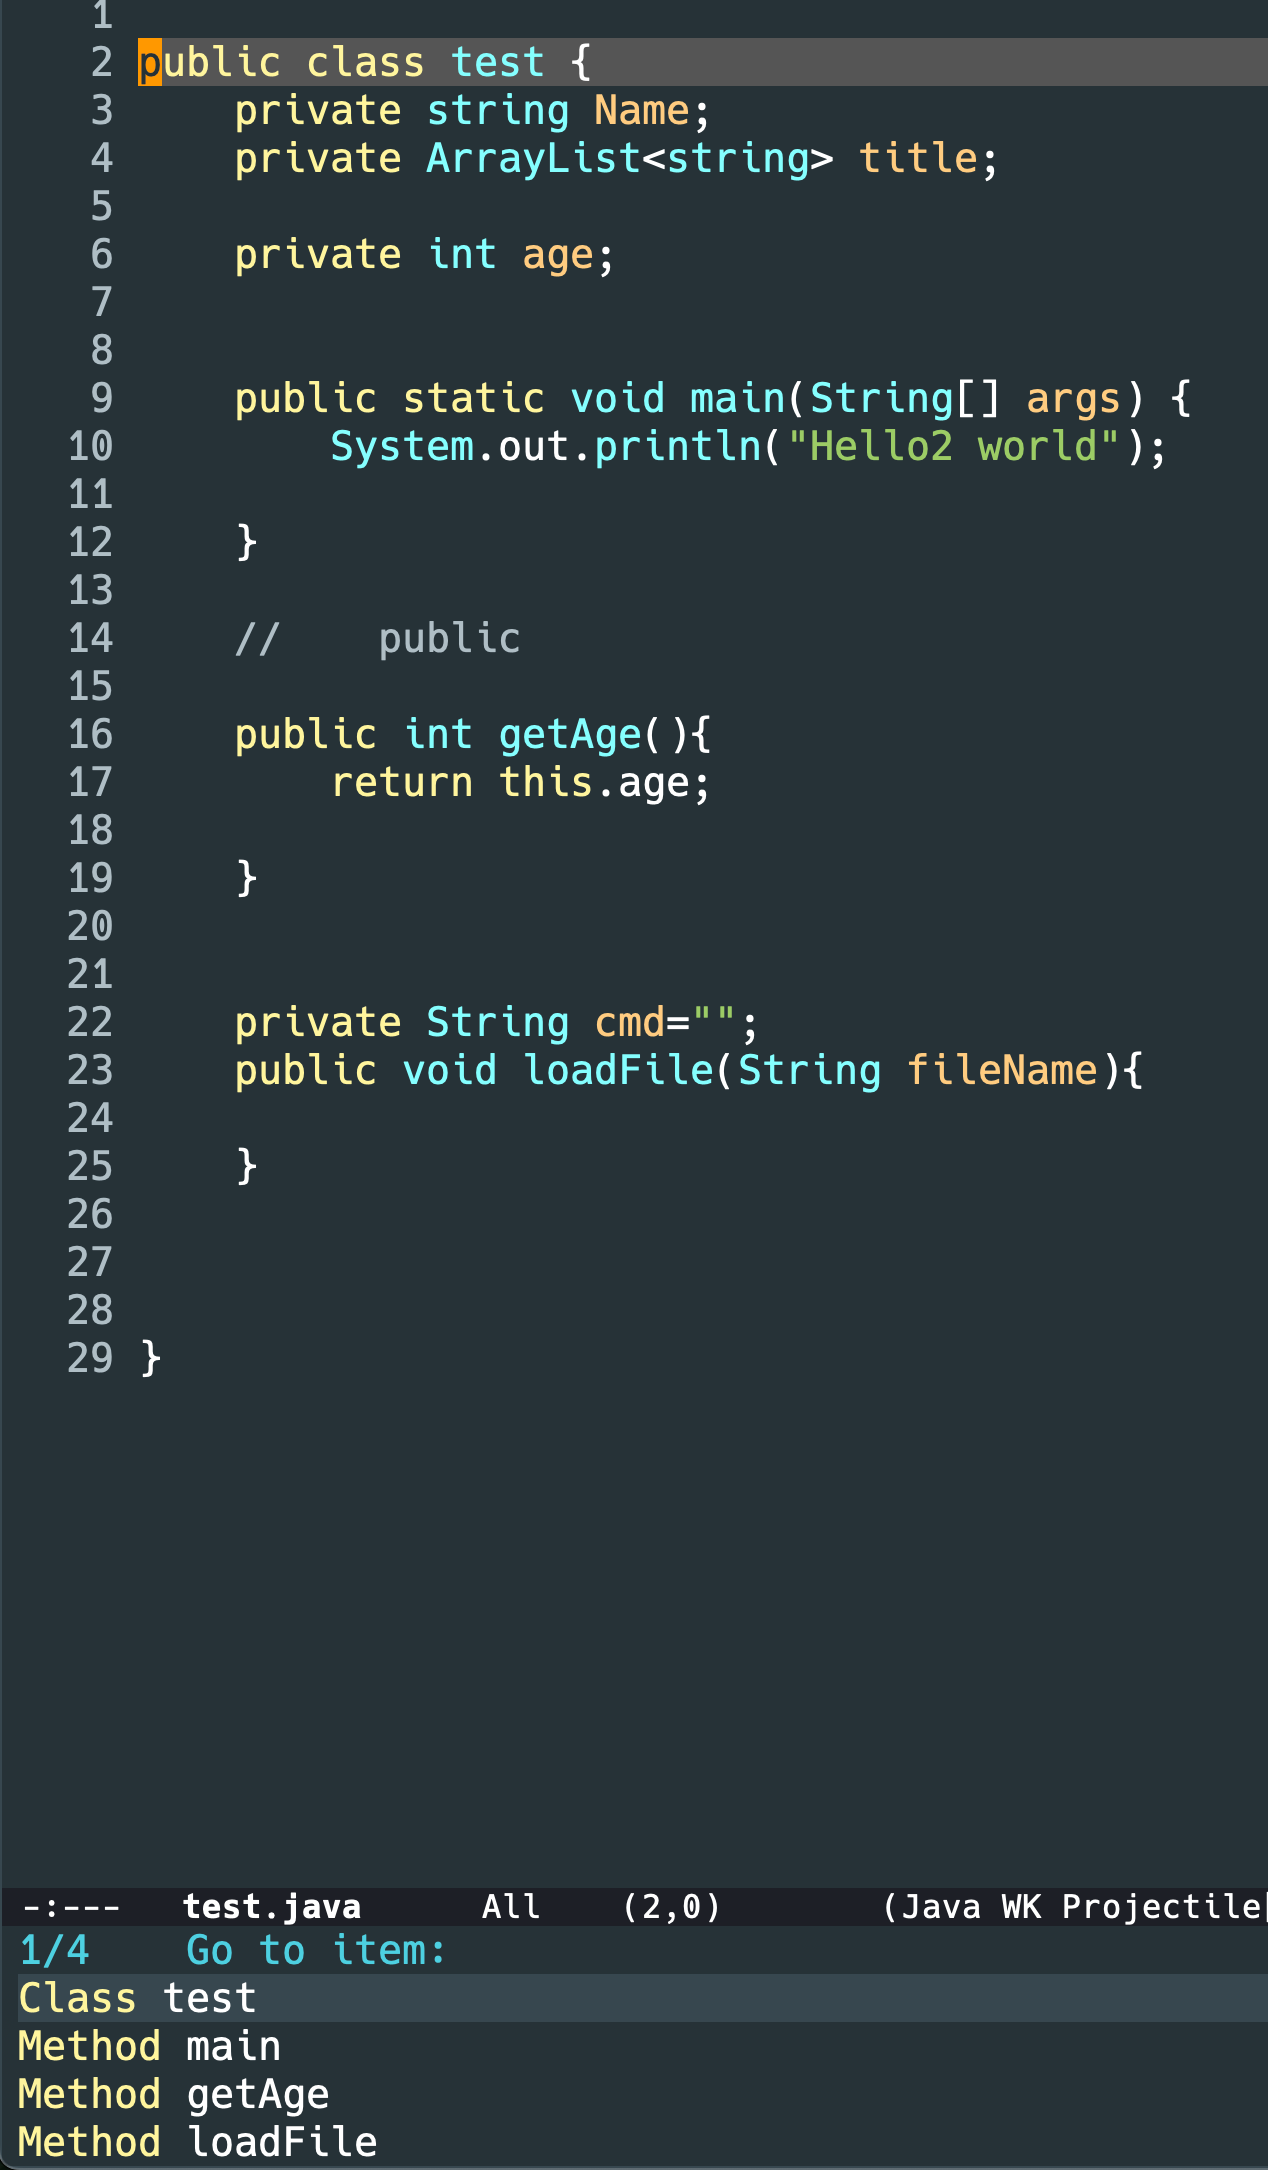 1
2 public class test {
3     private string Name;
4     private ArrayList<string> title;
5
6     private int age;
7
8
9     public static void main(String[] args) {
10         System.out.println("Hello2 world");
11
12     }
13
14     //    public
15
16     public int getAge(){
17         return this.age;
18
19     }
20
21
22     private String cmd="";
23     public void loadFile(String fileName){
24
25     }
26
27
28
29 }
-:---   test.java     All    (2,0)       (Java WK Projectile
1/4    Go to item:
Class test
Method main
Method getAge
Method loadFile